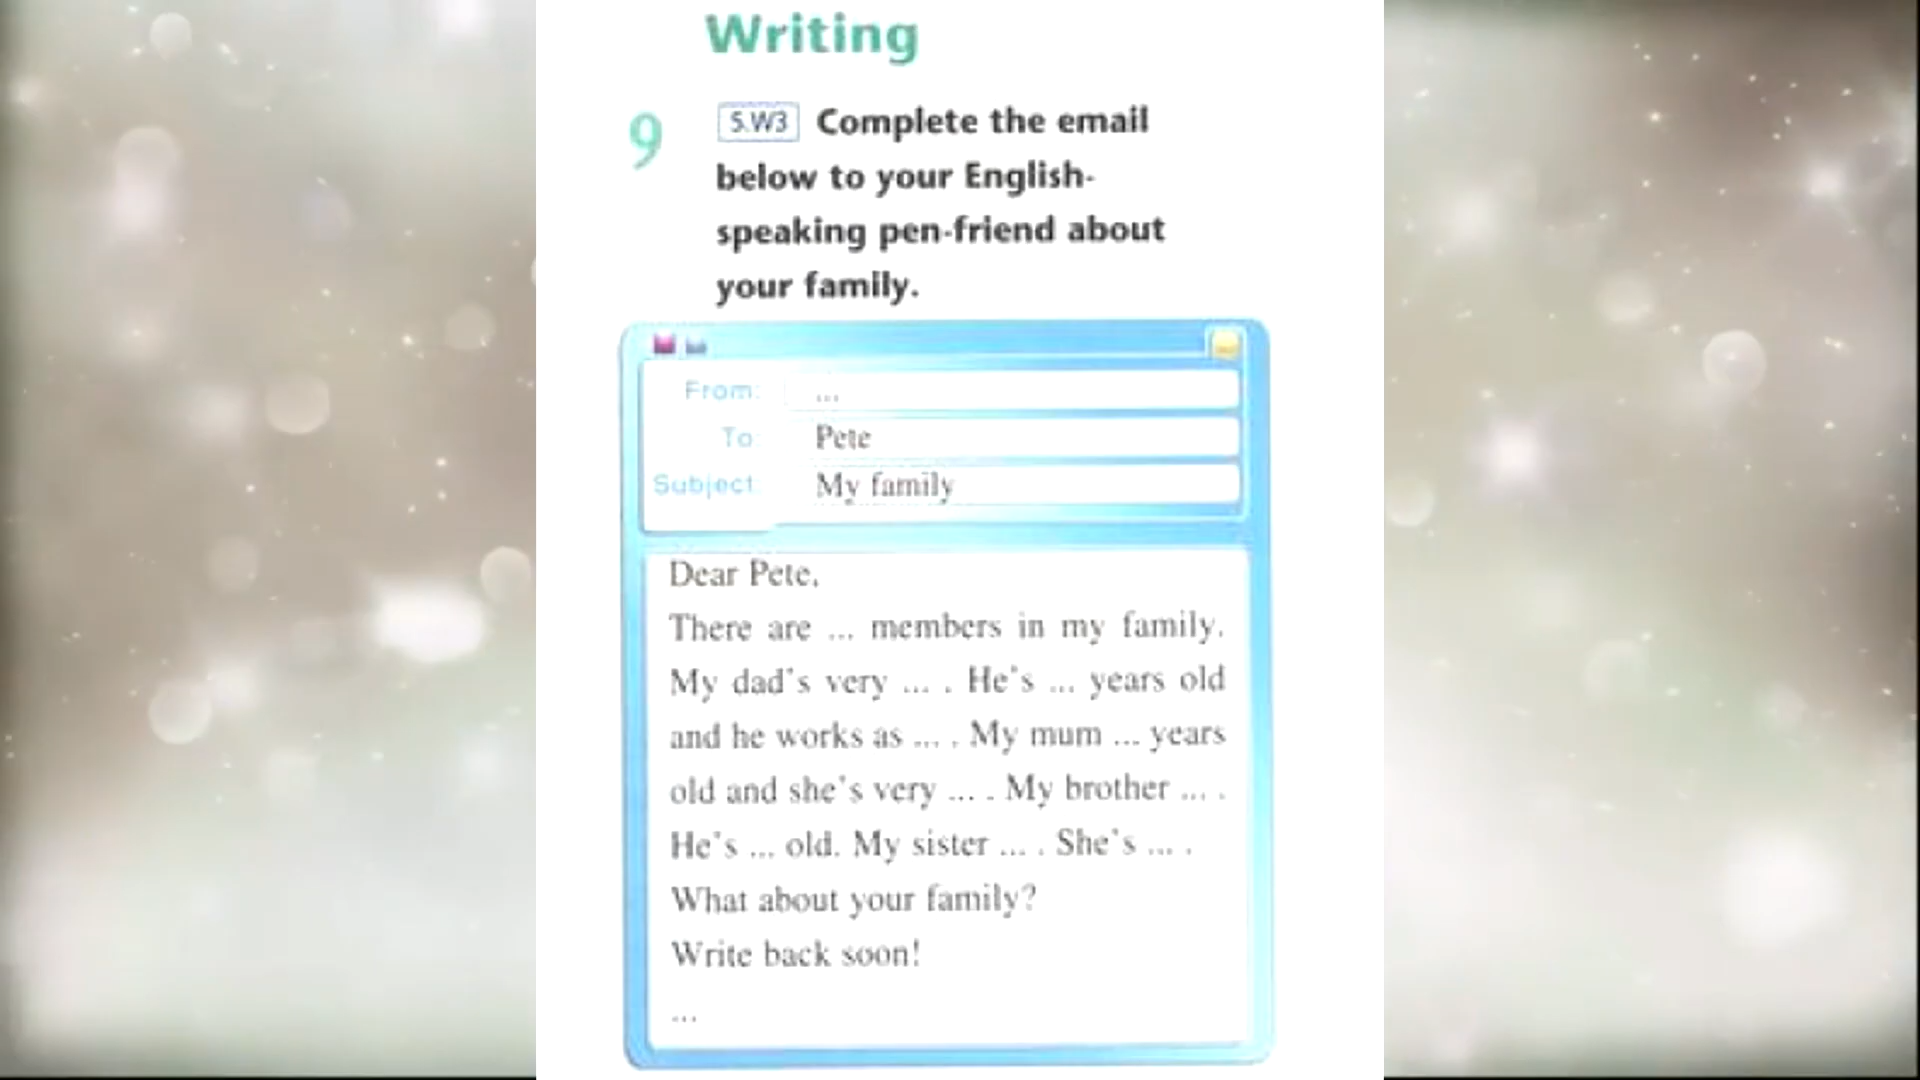 Writing
9 5.W3 Complete the email
below to your English-
speaking pen-friend about
your family.
From: ...
To: Pete
Subject: My family
Dear Pete,
There are ... members in my family.
My dad's very ... . He's ... years old
and he works as ... . My mum ... years
old and she's very ... . My brother ... .
He's ... old. My sister ... . She's ... .
What about your family?
Write back soon!
...